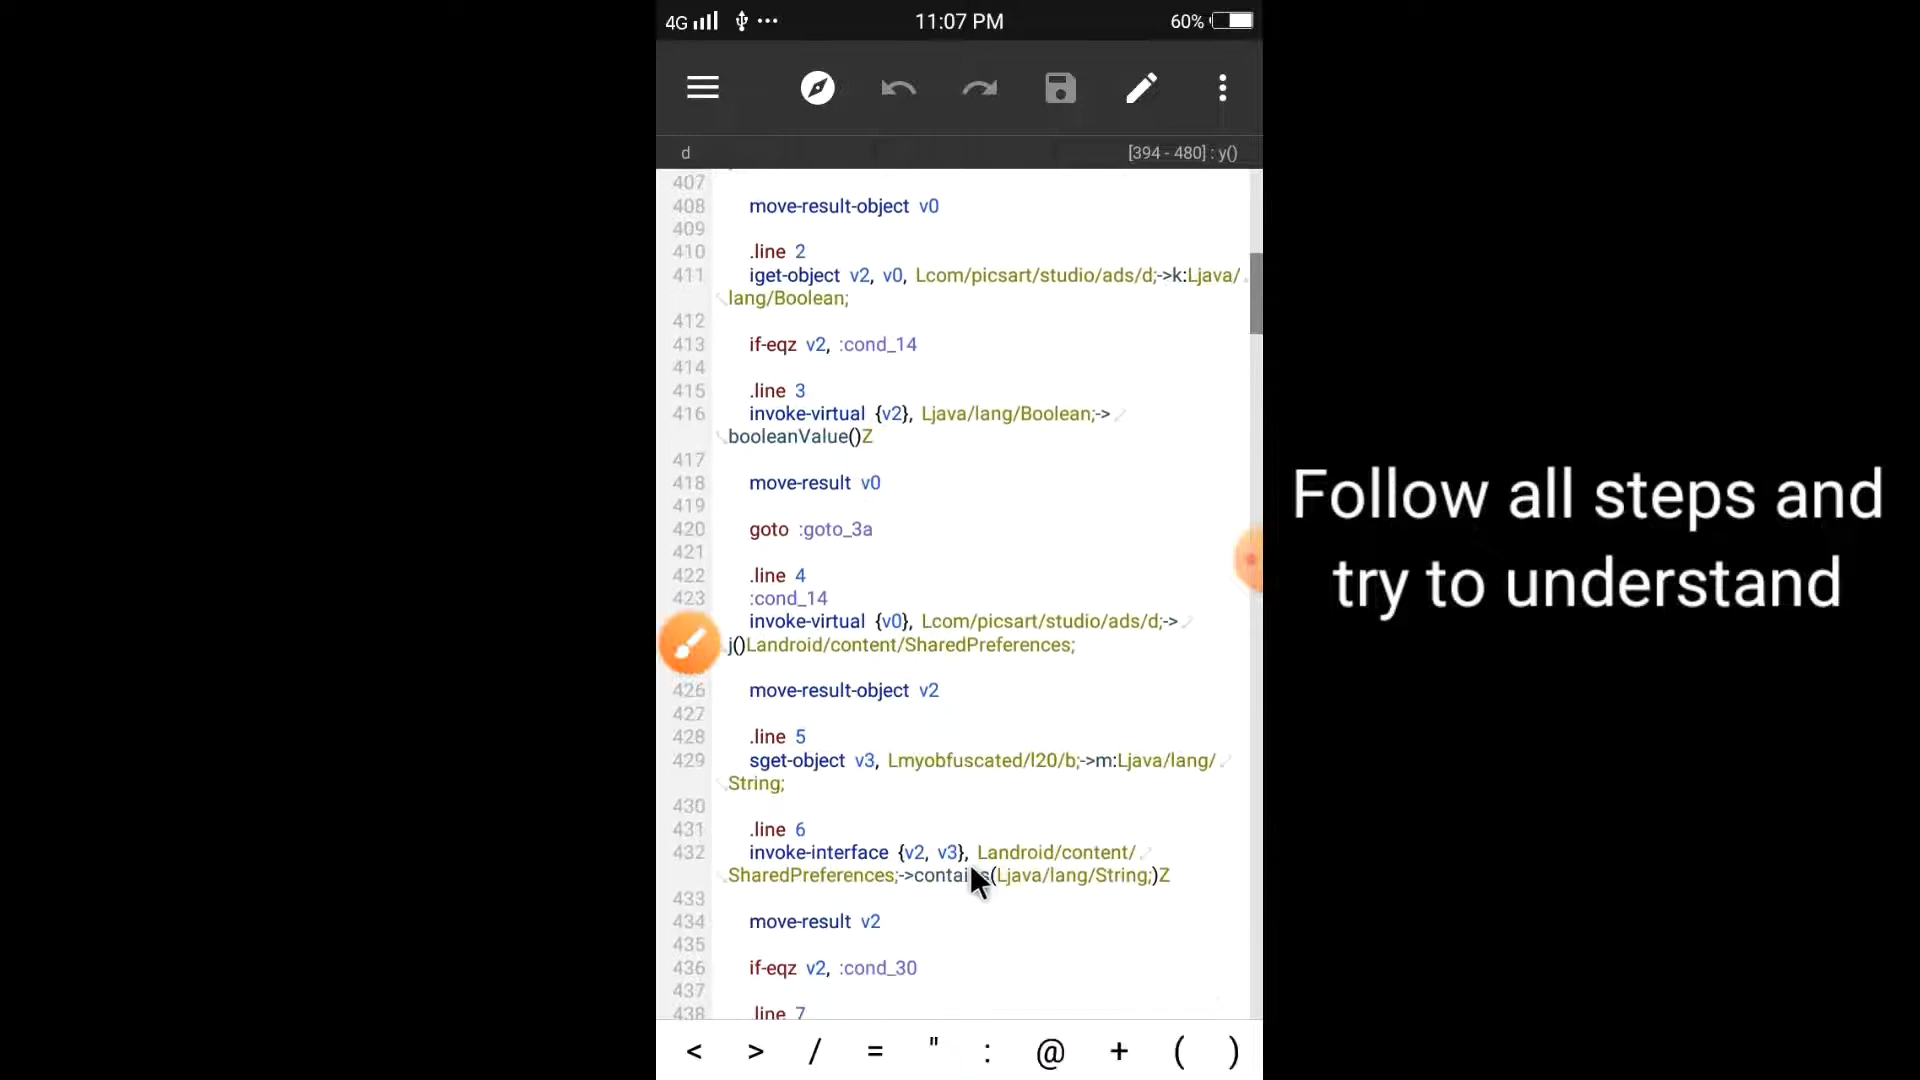 4G
11:07 PM
60%
d
[394 - 480] : y()
407
408 move-result-object v0
409
410 .line 2
411 iget-object v2, v0, Lcom/picsart/studio/ads/d;->k:Ljava/
lang/Boolean;
412
413 if-eqz v2, :cond_14
414
415 .line 3
416 invoke-virtual {v2}, Ljava/lang/Boolean;->
booleanValue()Z
417
418 move-result v0
419
420 goto :goto_3a
421
422 .line 4
423 :cond_14
invoke-virtual {v0}, Lcom/picsart/studio/ads/d;->
j()Landroid/content/SharedPreferences;
426 move-result-object v2
427
428 .line 5
429 sget-object v3, Lmyobfuscated/l20/b;->m:Ljava/lang/
String;
430
431 .line 6
432 invoke-interface {v2, v3}, Landroid/content/
SharedPreferences;->contains(Ljava/lang/String;)Z
433
434 move-result v2
435
436 if-eqz v2, :cond_30
437
438 .line 7
< > / = " : @ + ( )
Follow all steps and
try to understand